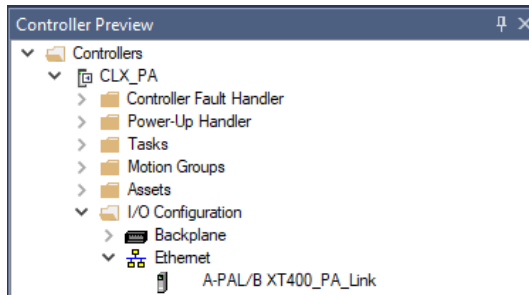 Controller Preview
Controllers
CLX_PA
Controller Fault Handler
Power-Up Handler
Tasks
Motion Groups
Assets
I/O Configuration
Backplane
Ethernet
A-PAL/B XT400_PA_Link